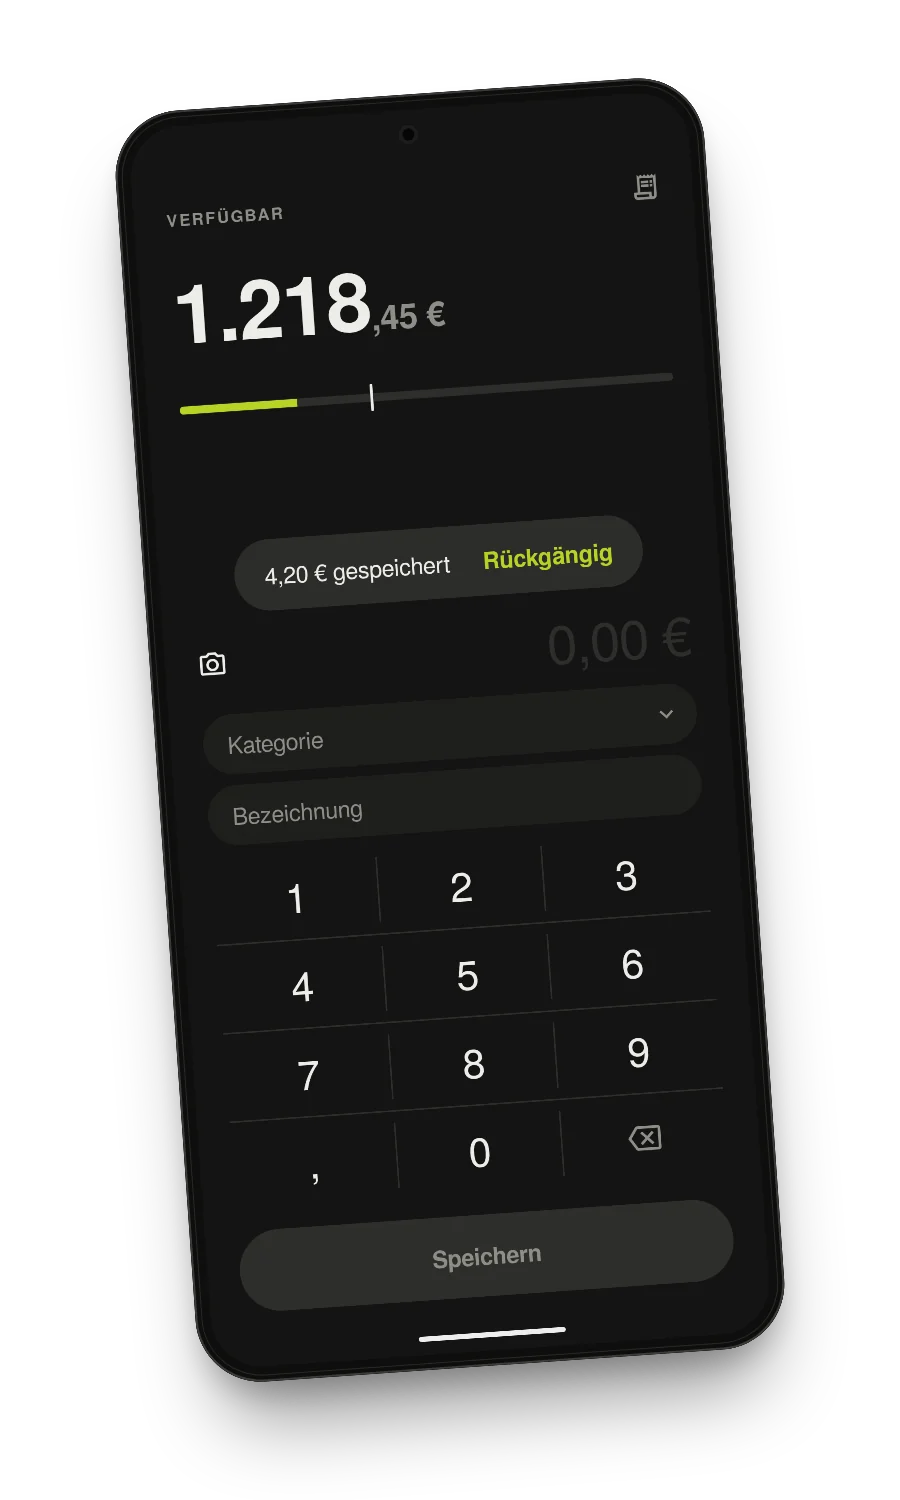 VERFÜGBAR
1.218,45 €
4,20 € gespeichert Rückgängig
0,00 €
Kategorie
Bezeichnung
1 2 3
4 5 6
7 8 9
, 0
Speichern